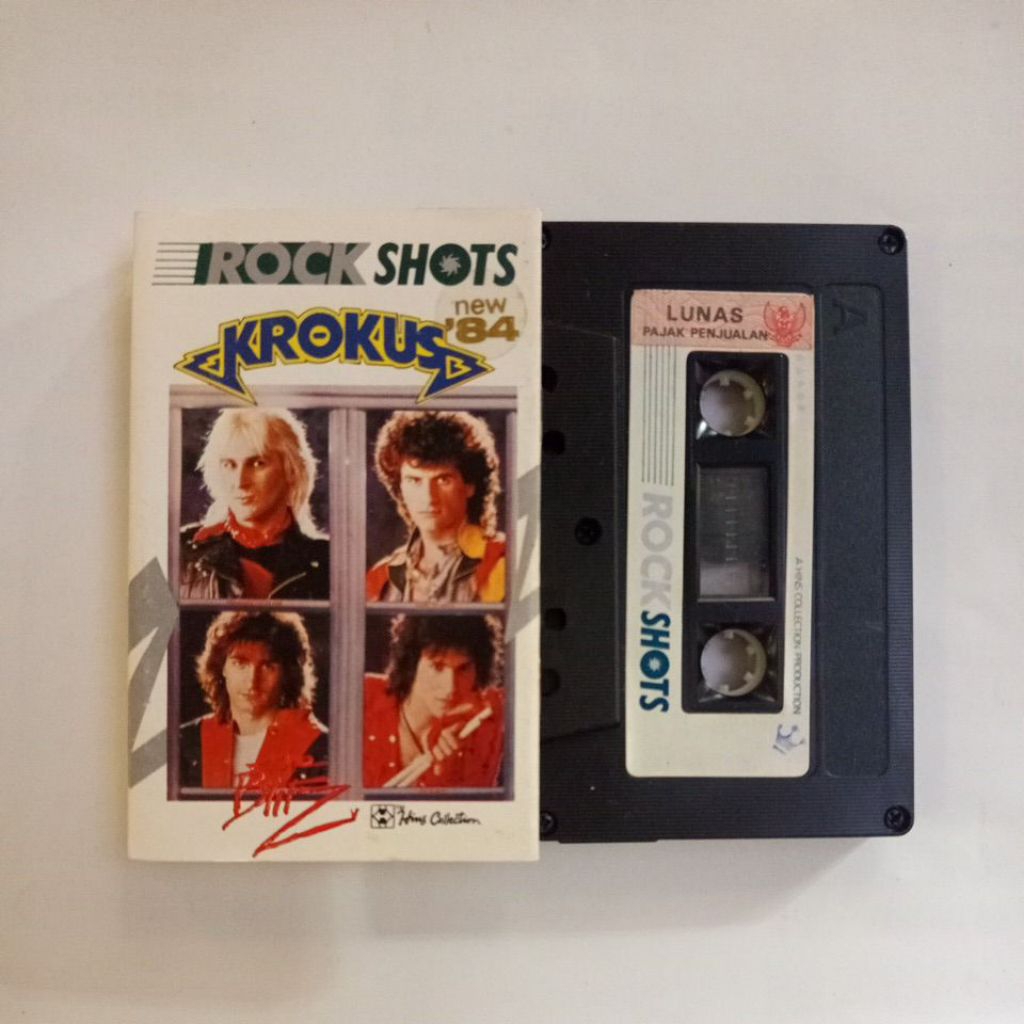 ROCK SHOTS
new
'84
KROKUS
BlitZ
Hins Collection
LUNAS
PAJAK PENJUALAN
A
ROCK SHOTS
A HINS COLLECTION PRODUCTION